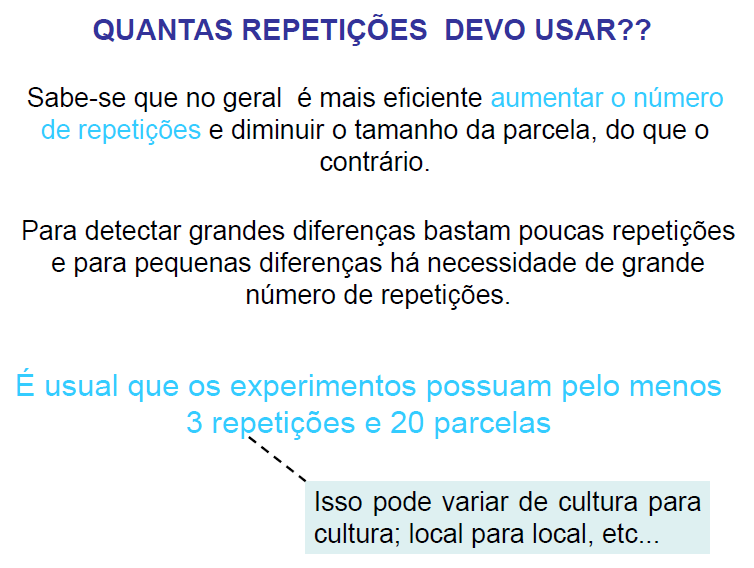 QUANTAS REPETIÇÕES DEVO USAR??
Sabe-se que no geral é mais eficiente aumentar o número
de repetições e diminuir o tamanho da parcela, do que o
contrário.
Para detectar grandes diferenças bastam poucas repetições
e para pequenas diferenças há necessidade de grande
número de repetições.
É usual que os experimentos possuam pelo menos
3 repetições e 20 parcelas
Isso pode variar de cultura para
cultura; local para local, etc...